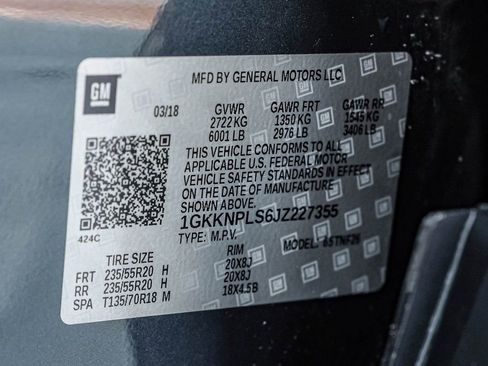 GM
MFD BY GENERAL MOTORS LLC
03/18 GVWR GAWR FRT GAWR RR
2722 KG 1350 KG 1545 KG
6001 LB 2976 LB 3406 LB
THIS VEHICLE CONFORMS TO ALL
APPLICABLE U.S. FEDERAL MOTOR
VEHICLE SAFETY STANDARDS IN EFFECT
ON THE DATE OF MANUFACTURE
SHOWN ABOVE.
1GKKNPLS6JZ227355
424C TYPE: M.P.V. MODEL:
TIRE SIZE RIM
FRT 235/55R20 H 20X8J
RR 235/55R20 H 20X8J
SPA T135/70R18 M 18X4.5B